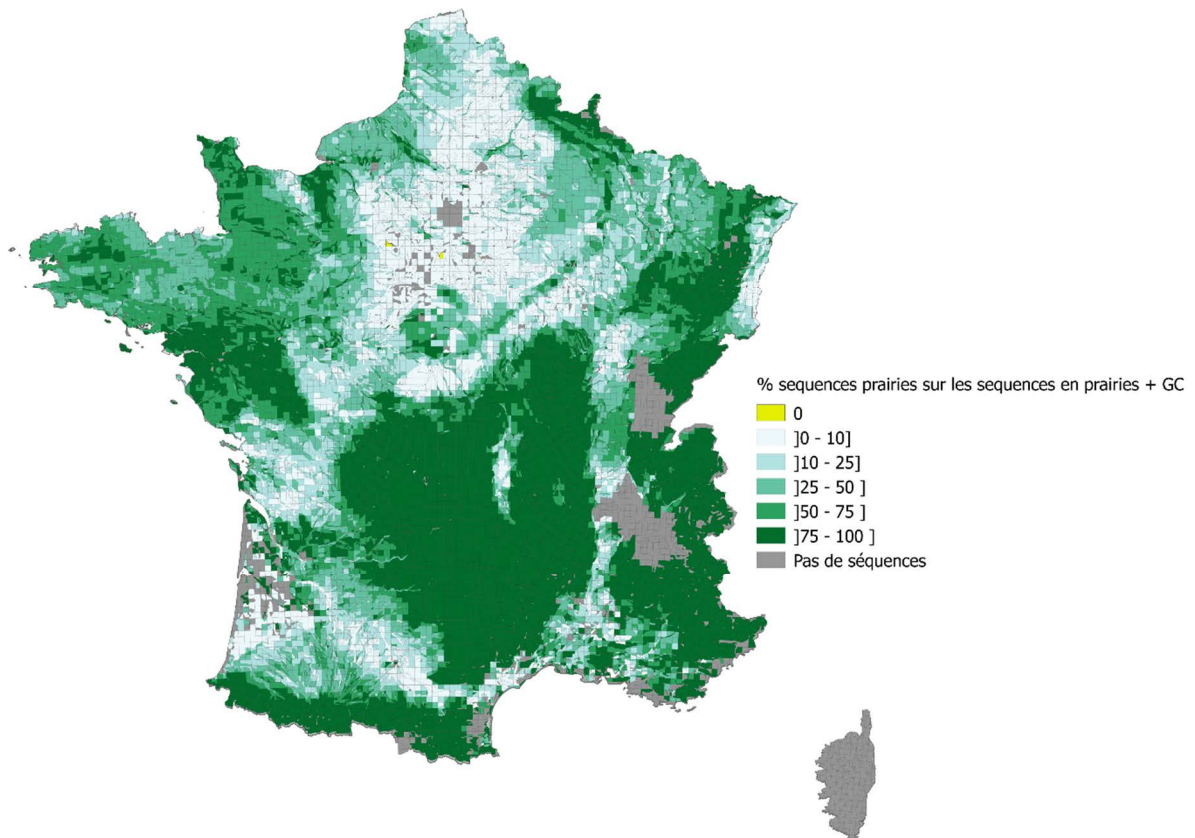 % sequences prairies sur les sequences en prairies + GC
0
]0 - 10]
]10 - 25]
]25 - 50 ]
]50 - 75 ]
]75 - 100 ]
Pas de séquences